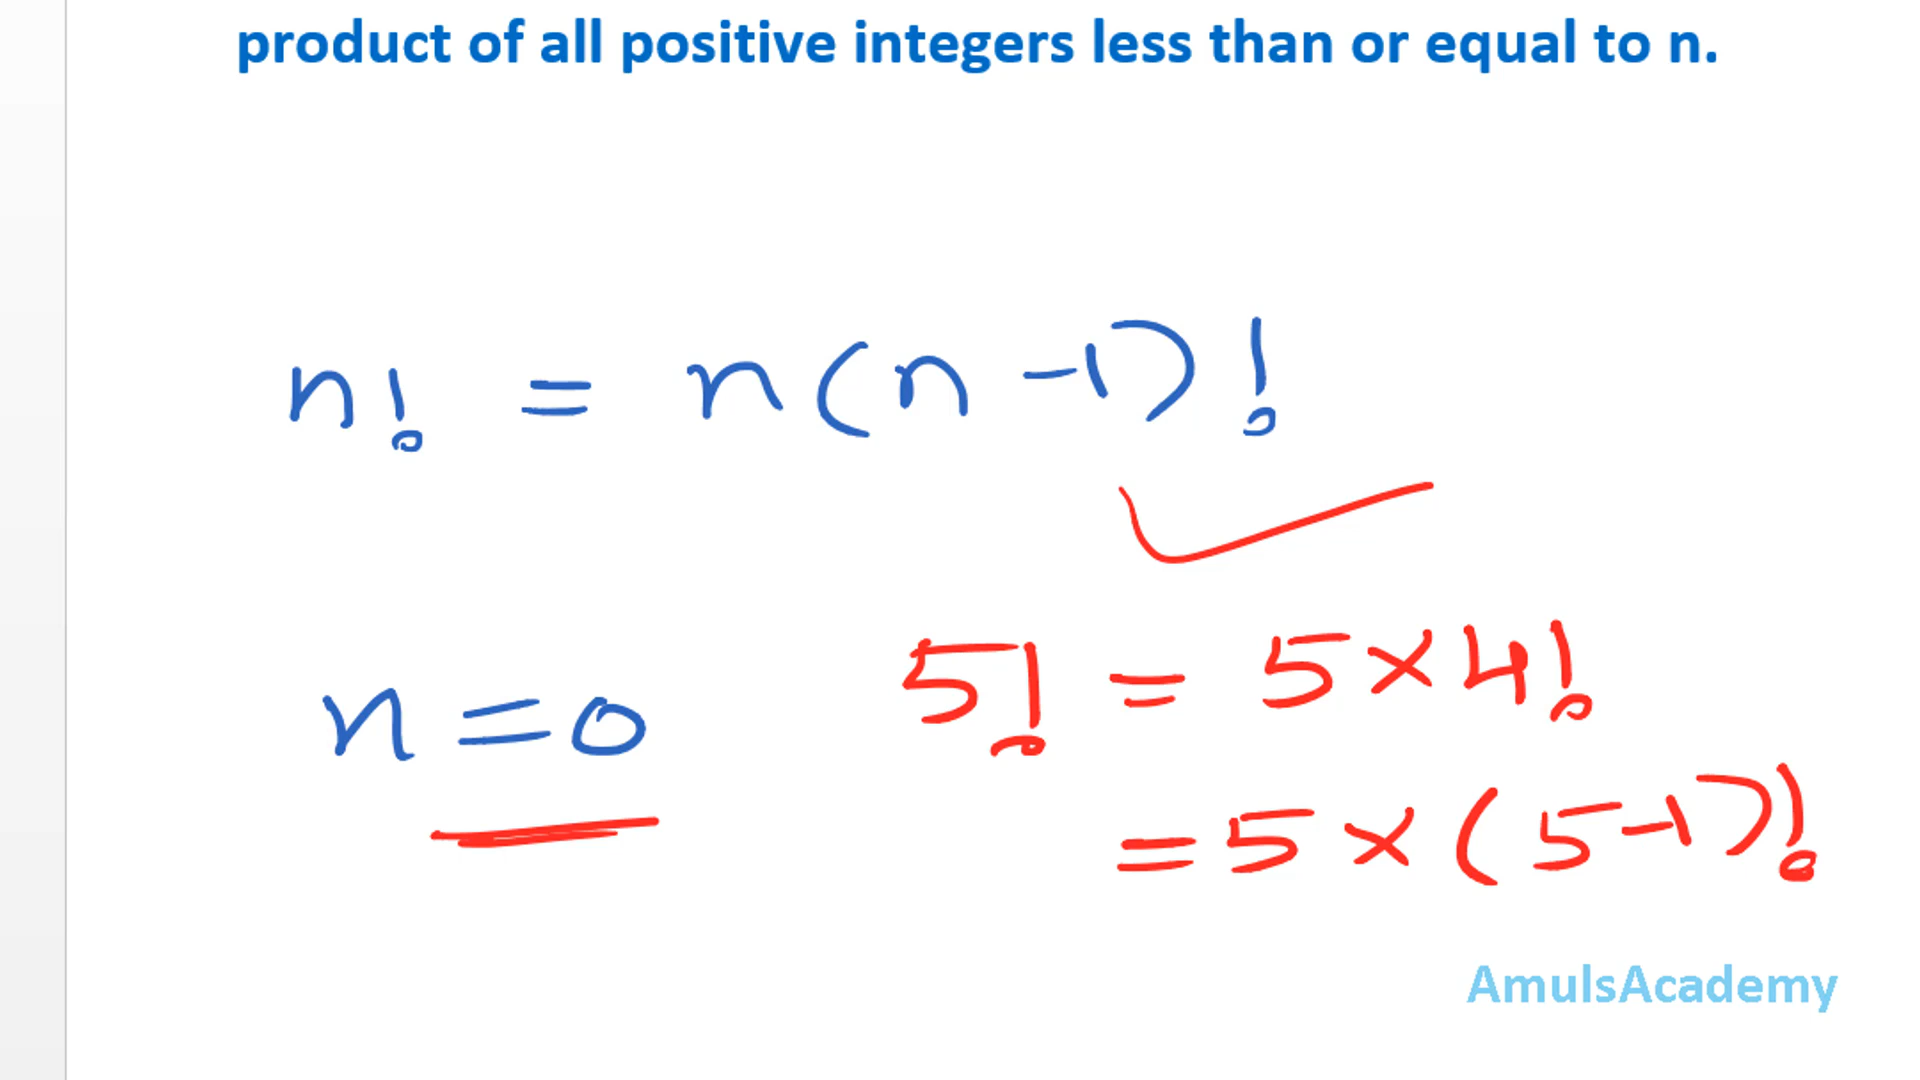 product of all positive integers less than or equal to n.
n! = n(n-1)!
n=0
5! = 5×4!
=5×(5-1)!
AmulsAcademy